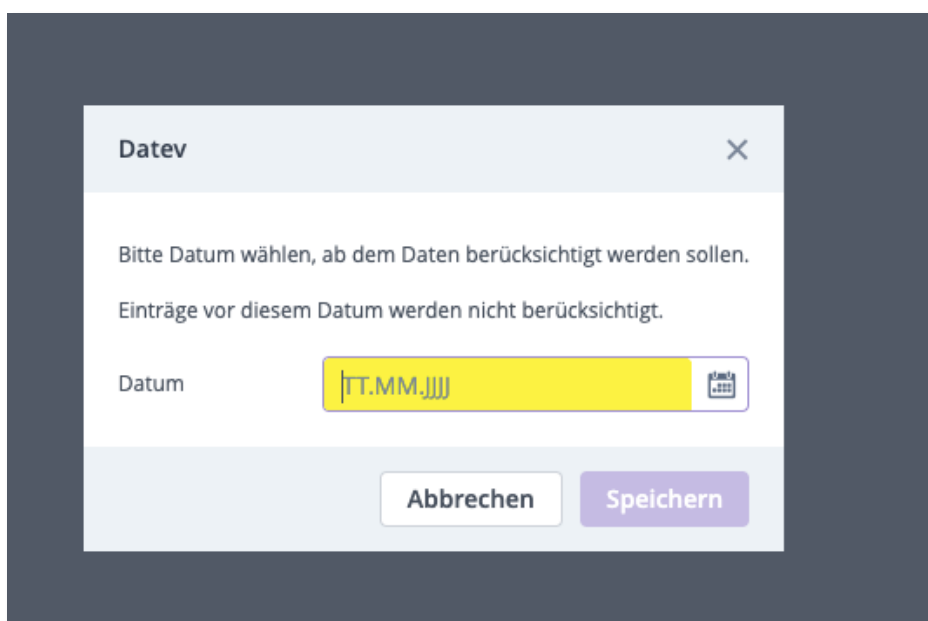 Datev
Bitte Datum wählen, ab dem Daten berücksichtigt werden sollen.
Einträge vor diesem Datum werden nicht berücksichtigt.
Datum TT.MM.JJJJ
Abbrechen Speichern